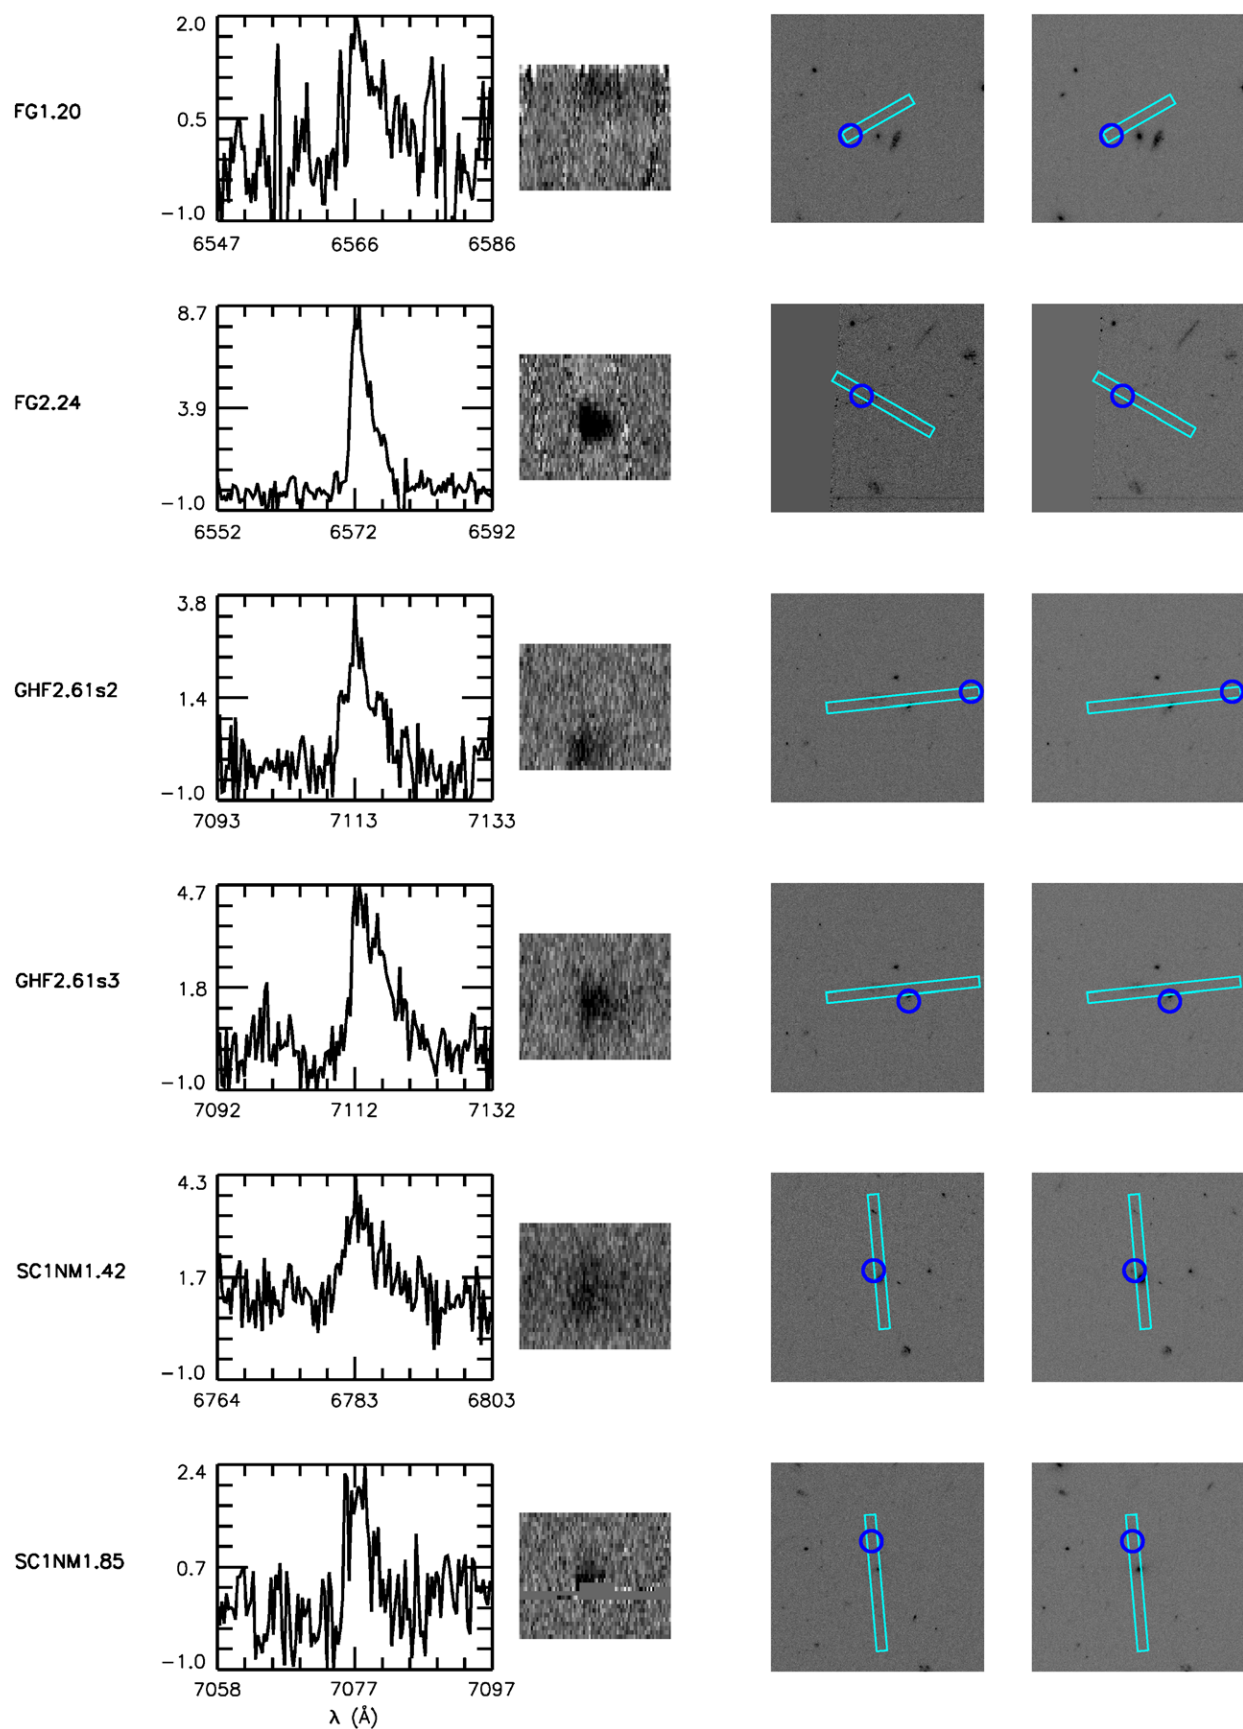 2.0
FG1.20
0.5
−1.0
6547 6566 6586
8.7
FG2.24
3.9
−1.0
6552 6572 6592
3.8
GHF2.61s2
1.4
−1.0
7093 7113 7133
4.7
GHF2.61s3
1.8
−1.0
7092 7112 7132
4.3
SC1NM1.42
1.7
−1.0
6764 6783 6803
2.4
SC1NM1.85
0.7
−1.0
7058 7077 7097
λ (Å)